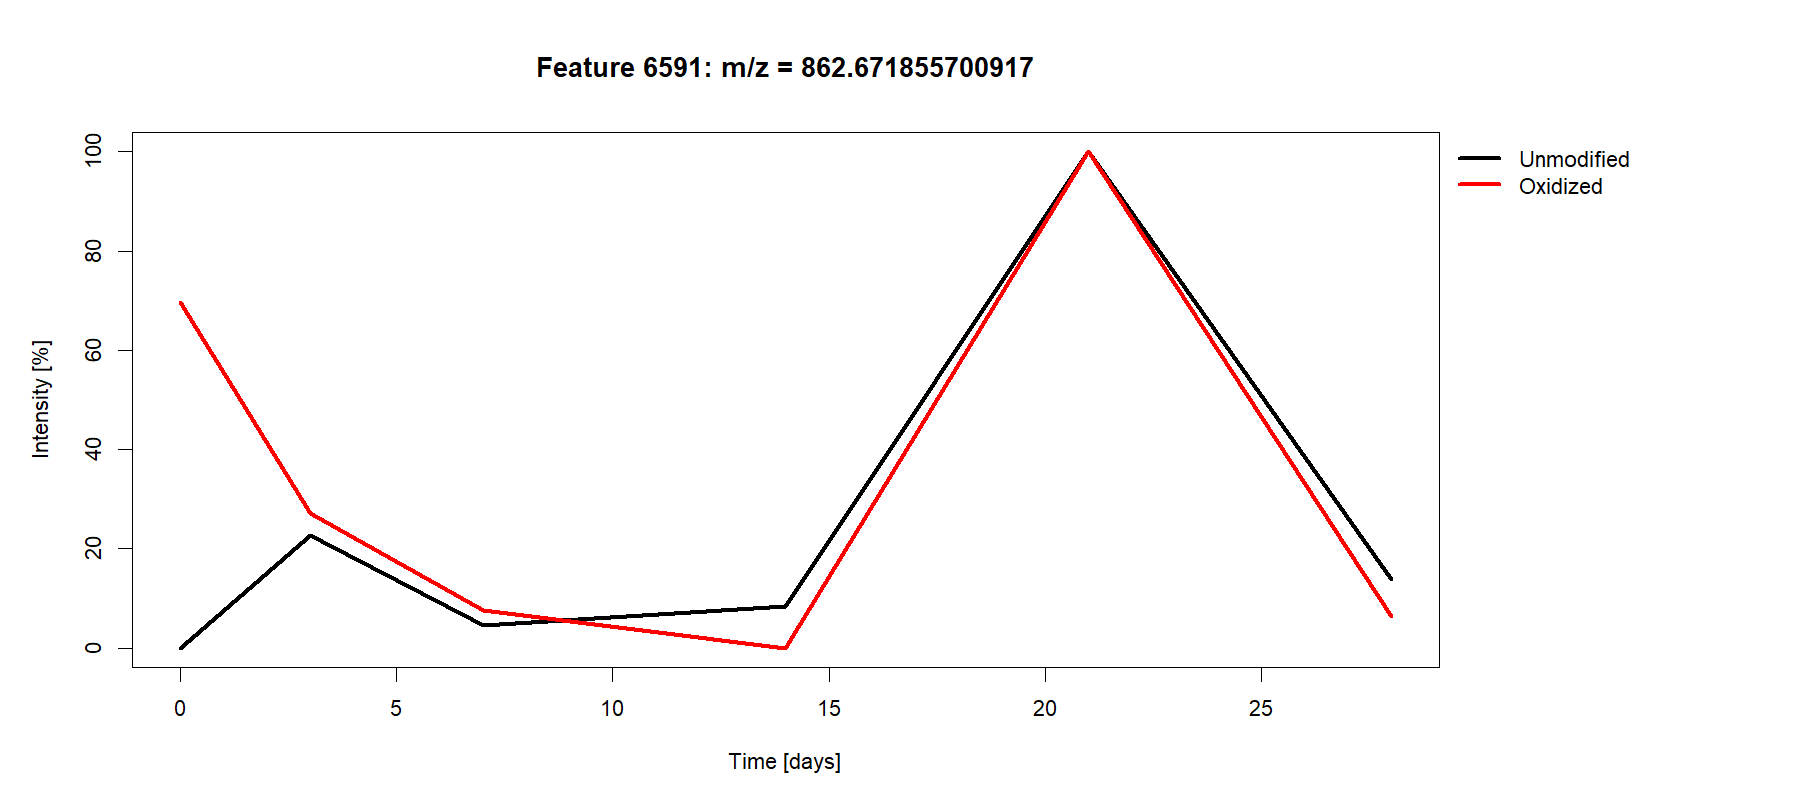 Feature 6591: m/z = 862.671855700917
Unmodified
Oxidized
Intensity [%]
100
80
60
40
20
0
0 5 10 15 20 25
Time [days]